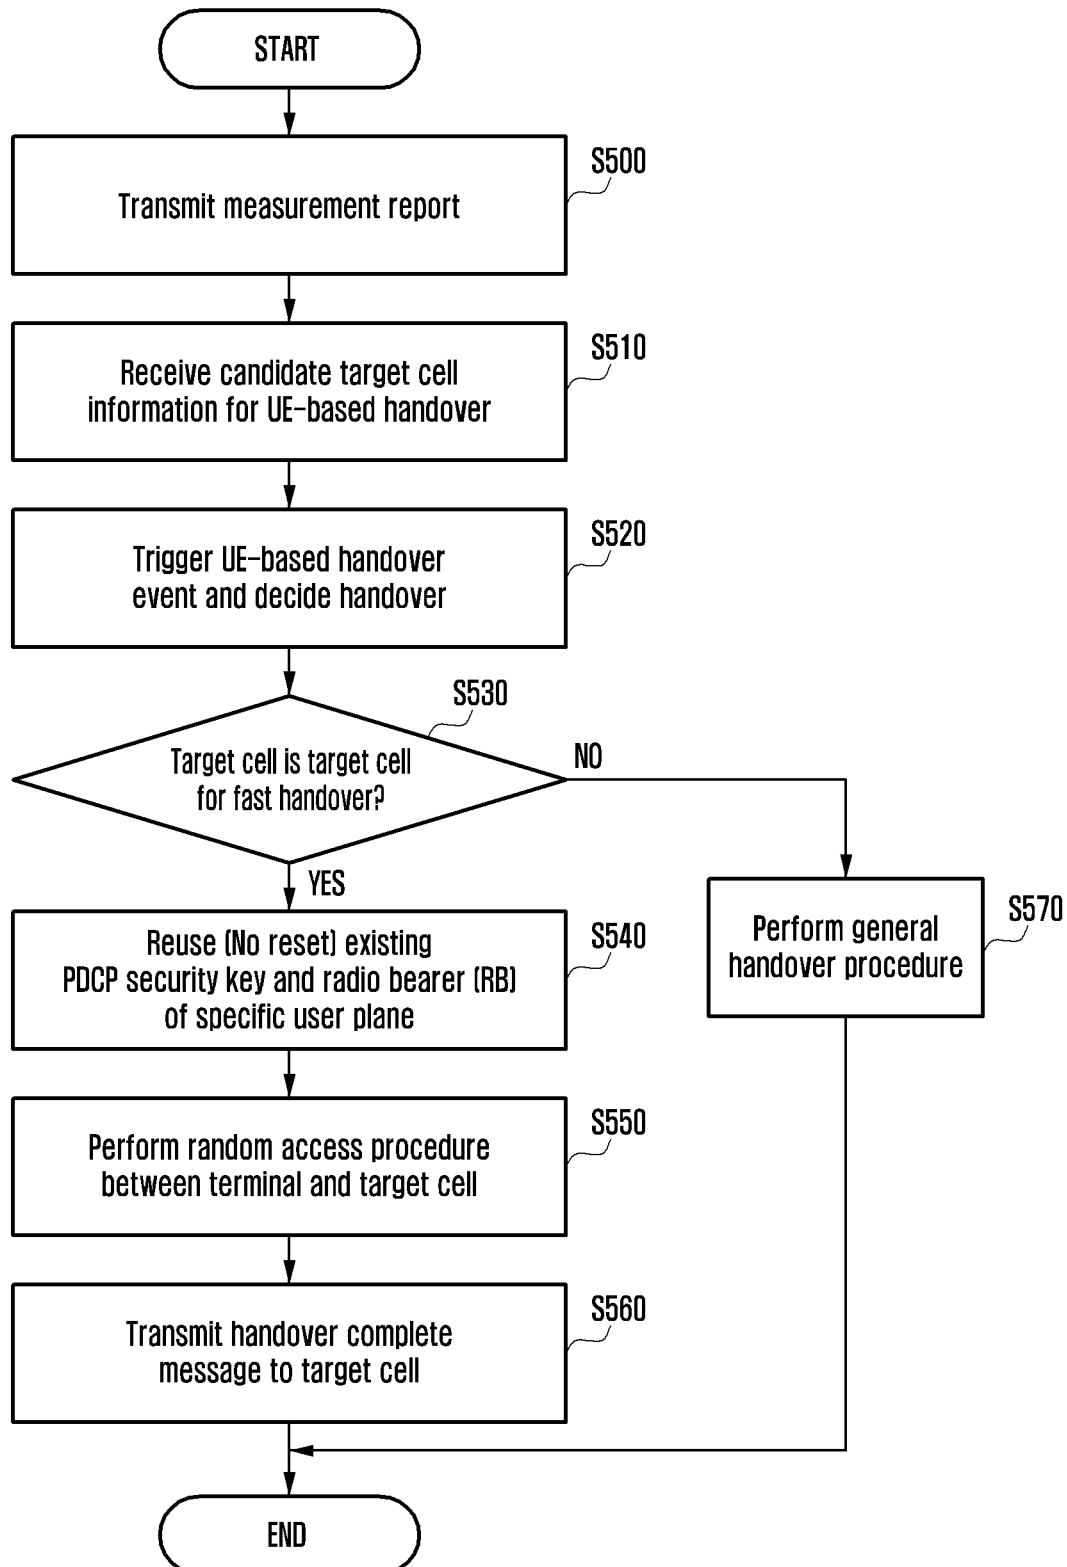 START
S500
Transmit measurement report
S510
Receive candidate target cell
information for UE-based handover
S520
Trigger UE-based handover
event and decide handover
S530
Target cell is target cell
for fast handover?
NO
YES
S540
Reuse (No reset) existing
PDCP security key and radio bearer (RB)
of specific user plane
S570
Perform general
handover procedure
S550
Perform random access procedure
between terminal and target cell
S560
Transmit handover complete
message to target cell
END